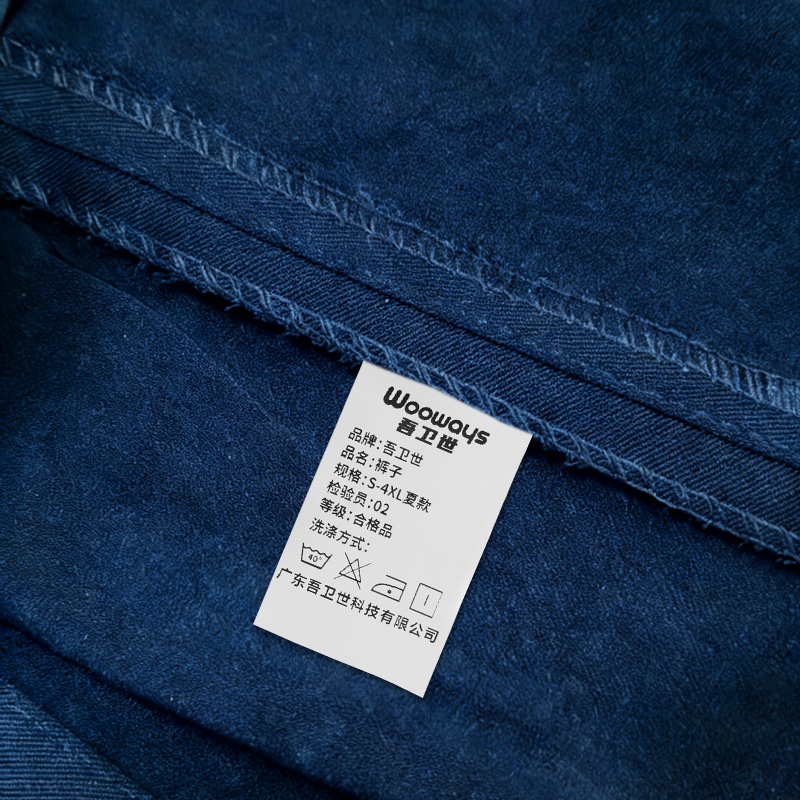 Wooways
吾卫世
品牌:吾卫世
品名:裤子
规格:S-4XL夏款
检验员:02
等级:合格品
洗涤方式:
40°
广东吾卫世科技有限公司